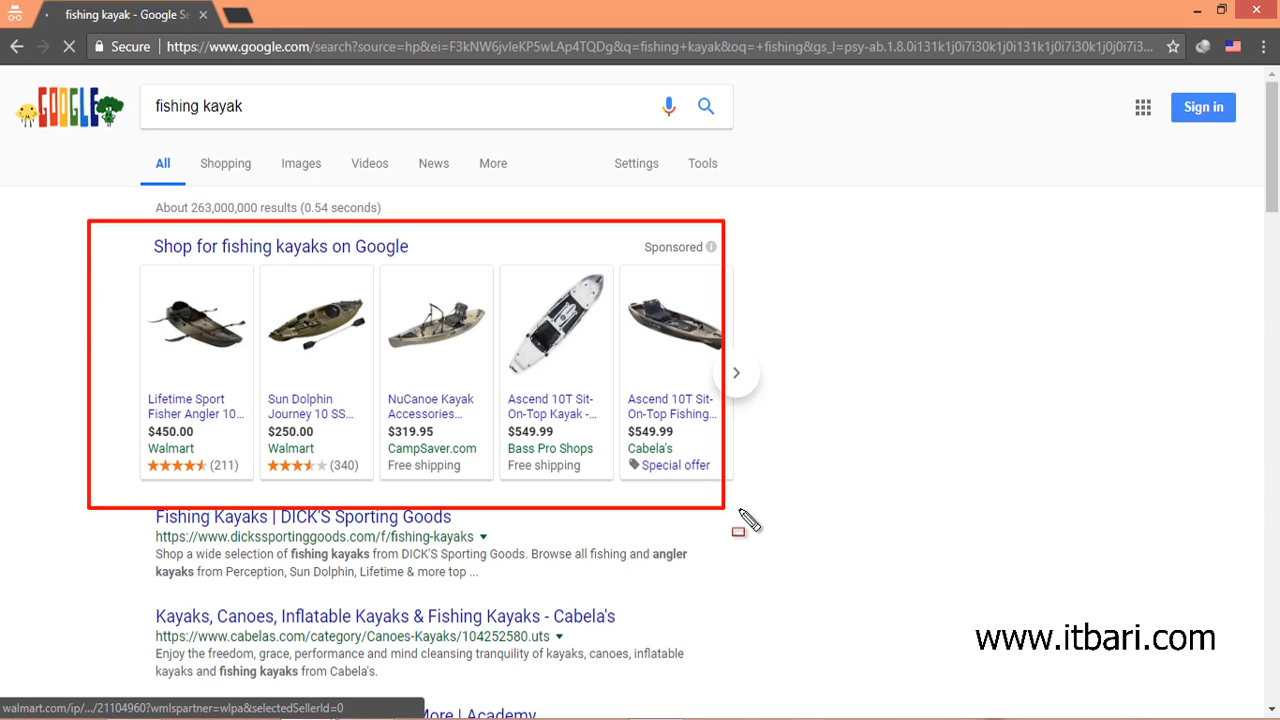 fishing kayak - Google Se
Secure
https://www.google.com/search?source=hp&ei=F3kNW6jvIeKP5wLAp4TQDg&q=fishing+kayak&oq=+fishing&gs_l=psy-ab.1.8.0i131k1j0i7i30k1j0i131k1j0i7i30k1j0j0i7i3...
GOOGLE
fishing kayak
Sign in
All Shopping Images Videos News More Settings Tools
About 263,000,000 results (0.54 seconds)
Shop for fishing kayaks on Google
Sponsored
Lifetime Sport
Fisher Angler 10...
$450.00
Walmart
(211)
Sun Dolphin
Journey 10 SS...
$250.00
Walmart
(340)
NuCanoe Kayak
Accessories...
$319.95
CampSaver.com
Free shipping
Ascend 10T Sit-
On-Top Kayak -...
$549.99
Bass Pro Shops
Free shipping
Ascend 10T Sit-
On-Top Fishing...
$549.99
Cabela's
Special offer
Fishing Kayaks | DICK'S Sporting Goods
https://www.dickssportinggoods.com/f/fishing-kayaks
Shop a wide selection of fishing kayaks from DICK'S Sporting Goods. Browse all fishing and angler
kayaks from Perception, Sun Dolphin, Lifetime & more top ...
Kayaks, Canoes, Inflatable Kayaks & Fishing Kayaks - Cabela's
https://www.cabelas.com/category/Canoes-Kayaks/104252580.uts
Enjoy the freedom, grace, performance and mind cleansing tranquility of kayaks, canoes, inflatable
kayaks and fishing kayaks from Cabela's.
www.itbari.com
walmart.com/ip/.../21104960?wmlspartner=wlpa&selectedSellerId=0
More | Academy